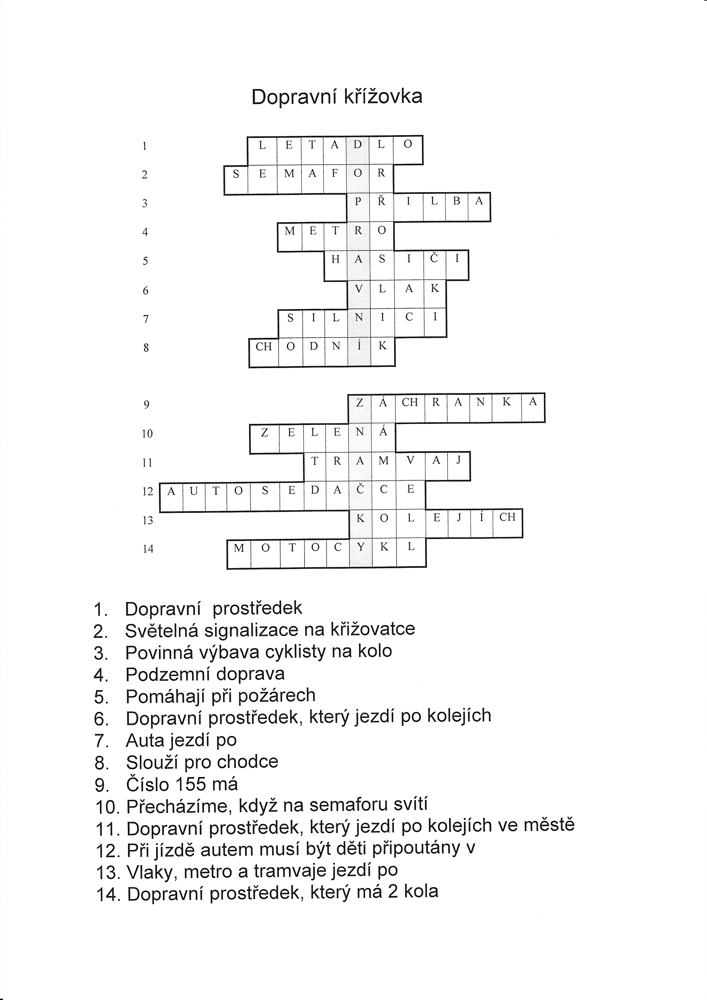 Dopravní křížovka
1 L E T A D L O
2 S E M A F O R
3 P Ř I L B A
4 M E T R O
5 H A S I Č I
6 V L A K
7 S I L N I C I
8 CH O D N Í K
9 Z Á CH R A N K A
10 Z E L E N Á
11 T R A M V A J
12 A U T O S E D A Č C E
13 K O L E J Í CH
14 M O T O C Y K L
1. Dopravní prostředek
2. Světelná signalizace na křižovatce
3. Povinná výbava cyklisty na kolo
4. Podzemní doprava
5. Pomáhají při požárech
6. Dopravní prostředek, který jezdí po kolejích
7. Auta jezdí po
8. Slouží pro chodce
9. Číslo 155 má
10. Přecházíme, když na semaforu svítí
11. Dopravní prostředek, který jezdí po kolejích ve městě
12. Při jízdě autem musí být děti připoutány v
13. Vlaky, metro a tramvaje jezdí po
14. Dopravní prostředek, který má 2 kola